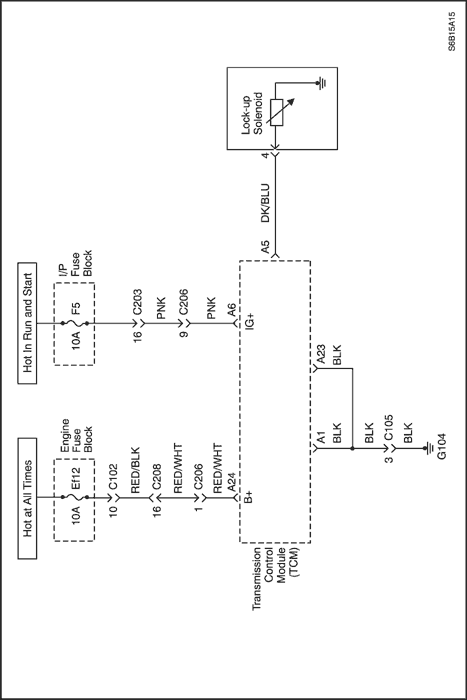 S6B15A15
Hot at All Times
Hot In Run and Start
Engine
Fuse
Block
I/P
Fuse
Block
10A
Ef12
10A
F5
10
C102
RED/BLK
16
C208
RED/WHT
1
C206
RED/WHT
A24
B+
16
C203
PNK
9
C206
PNK
A6
IG+
Lock-up
Solenoid
4
DK/BLU
A5
Transmission
Control
Module
(TCM)
A1
BLK
A23
BLK
BLK
3
C105
BLK
G104